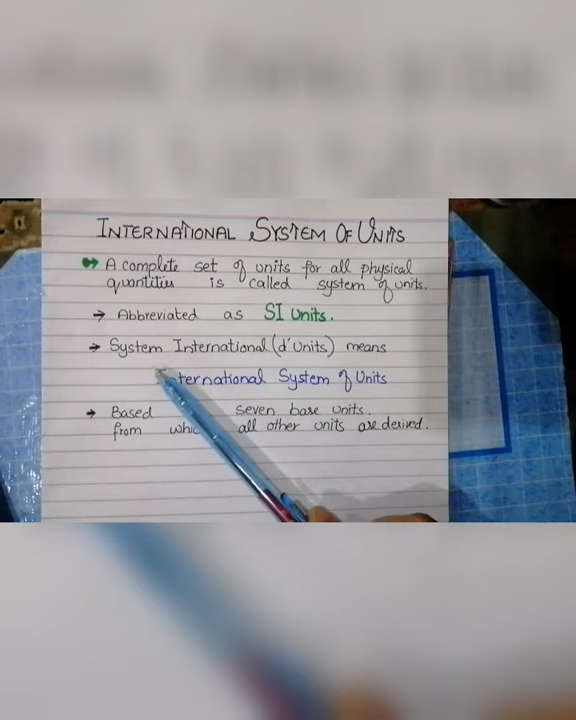 INTERNATIONAL SYSTEM OF UNITS
A complete set of units for all physical
quantities is called system of units.
→ Abbreviated as SI Units.
→ System International (d'Units) means
ternational System of Units
→ Based seven base units.
from whic all other units are derived.